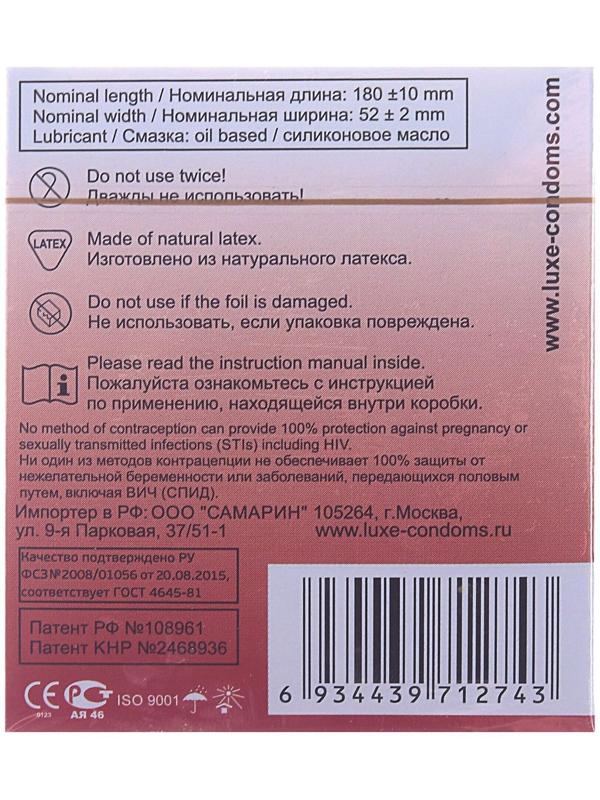 Nominal length / Номинальная длина: 180 ±10 mm
Nominal width / Номинальная ширина: 52 ± 2 mm
Lubricant / Смазка: oil based / силиконовое масло
www.luxe-condoms.com
2
Do not use twice!
Дважды не использовать!
LATEX
Made of natural latex.
Изготовлено из натурального латекса.
Do not use if the foil is damaged.
Не использовать, если упаковка повреждена.
i
Please read the instruction manual inside.
Пожалуйста ознакомьтесь с инструкцией
по применению, находящейся внутри коробки.
No method of contraception can provide 100% protection against pregnancy or
sexually transmitted infections (STIs) including HIV.
Ни один из методов контрацепции не обеспечивает 100% защиты от
нежелательной беременности или заболеваний, передающихся половым
путем, включая ВИЧ (СПИД).
Импортер в РФ: ООО "САМАРИН" 105264, г.Москва,
ул. 9-я Парковая, 37/51-1 www.luxe-condoms.ru
Качество подтверждено РУ
ФСЗ№2008/01056 от 20.08.2015,
соответствует ГОСТ 4645-81
Патент РФ №108961
Патент КНР №2468936
CE 0123
РСТ АЯ 46
ISO 9001
6 934439 712743